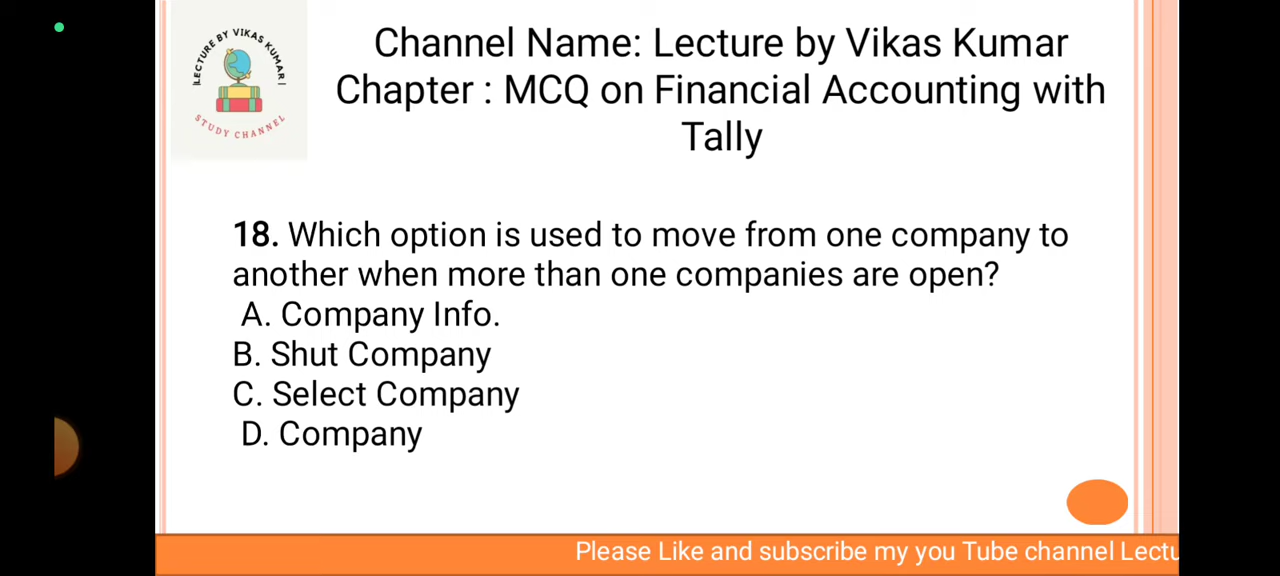 LECTURE BY VIKAS KUMAR
STUDY CHANNEL
Channel Name: Lecture by Vikas Kumar
Chapter : MCQ on Financial Accounting with
Tally
18. Which option is used to move from one company to
another when more than one companies are open?
A. Company Info.
B. Shut Company
C. Select Company
D. Company
Please Like and subscribe my you Tube channel Lectu